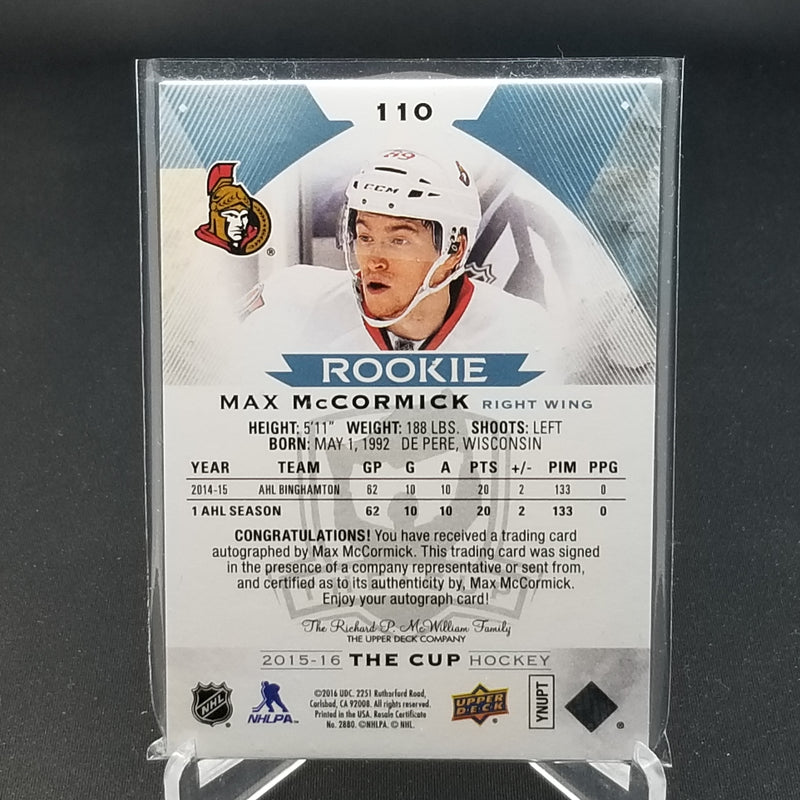 110
89
CCM
®
ROOKIE
MAX McCORMICK RIGHT WING
HEIGHT: 5'11" WEIGHT: 188 LBS. SHOOTS: LEFT
BORN: MAY 1, 1992 DE PERE, WISCONSIN
YEAR TEAM GP G A PTS +/- PIM PPG
2014-15 AHL BINGHAMTON 62 10 10 20 2 133 0
1 AHL SEASON 62 10 10 20 2 133 0
CONGRATULATIONS! You have received a trading card
autographed by Max McCormick. This trading card was signed
in the presence of a company representative or sent from,
and certified as to its authenticity by, Max McCormick.
Enjoy your autograph card!
The Richard P. McWilliam Family
THE UPPER DECK COMPANY
2015-16 THE CUP HOCKEY
NHL
NHLPA
©2016 UDC. 2251 Rutherford Road,
Carlsbad, CA 92008. All rights reserved.
Printed in the USA. Resale Certificate
No. 2880. ©NHLPA. © NHL.
UPPER DECK
YNUPT
®